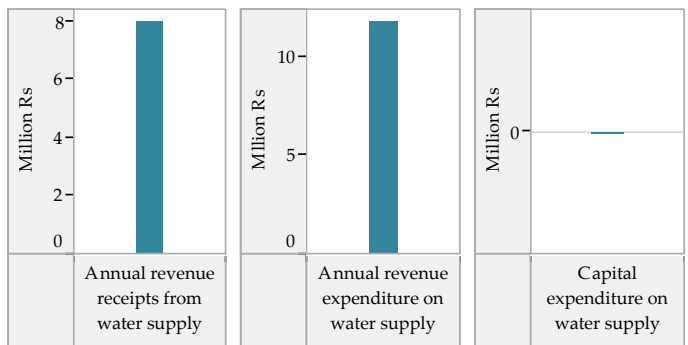 Million Rs
8
6
4
2
0
Annual revenue
receipts from
water supply
Mllion Rs
10
5
0
Annual revenue
expenditure on
water supply
Million Rs
0
Capital
expenditure on
water supply